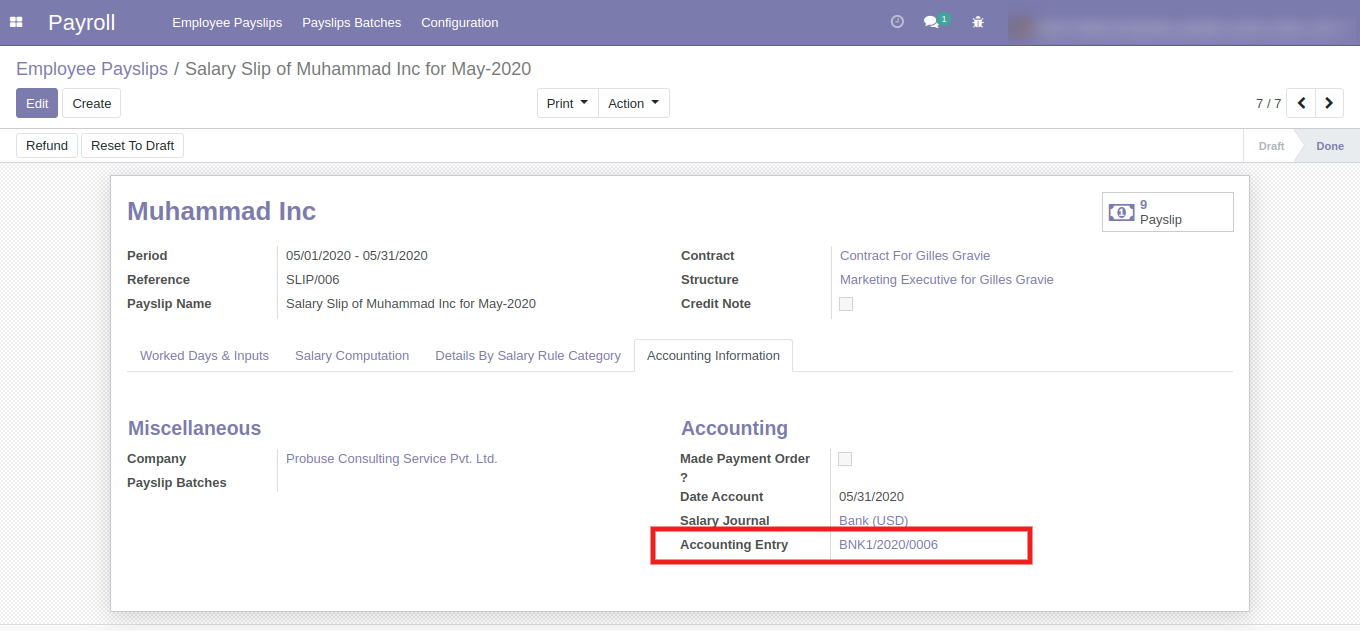 Payroll Employee Payslips Payslips Batches Configuration 1
Employee Payslips / Salary Slip of Muhammad Inc for May-2020
Edit Create Print Action 7 / 7
Refund Reset To Draft Draft Done
Muhammad Inc
1 9
Payslip
Period 05/01/2020 - 05/31/2020 Contract Contract For Gilles Gravie
Reference SLIP/006 Structure Marketing Executive for Gilles Gravie
Payslip Name Salary Slip of Muhammad Inc for May-2020 Credit Note
Worked Days & Inputs Salary Computation Details By Salary Rule Category Accounting Information
Miscellaneous
Company Probuse Consulting Service Pvt. Ltd.
Payslip Batches
Accounting
Made Payment Order
?
Date Account 05/31/2020
Salary Journal Bank (USD)
Accounting Entry BNK1/2020/0006